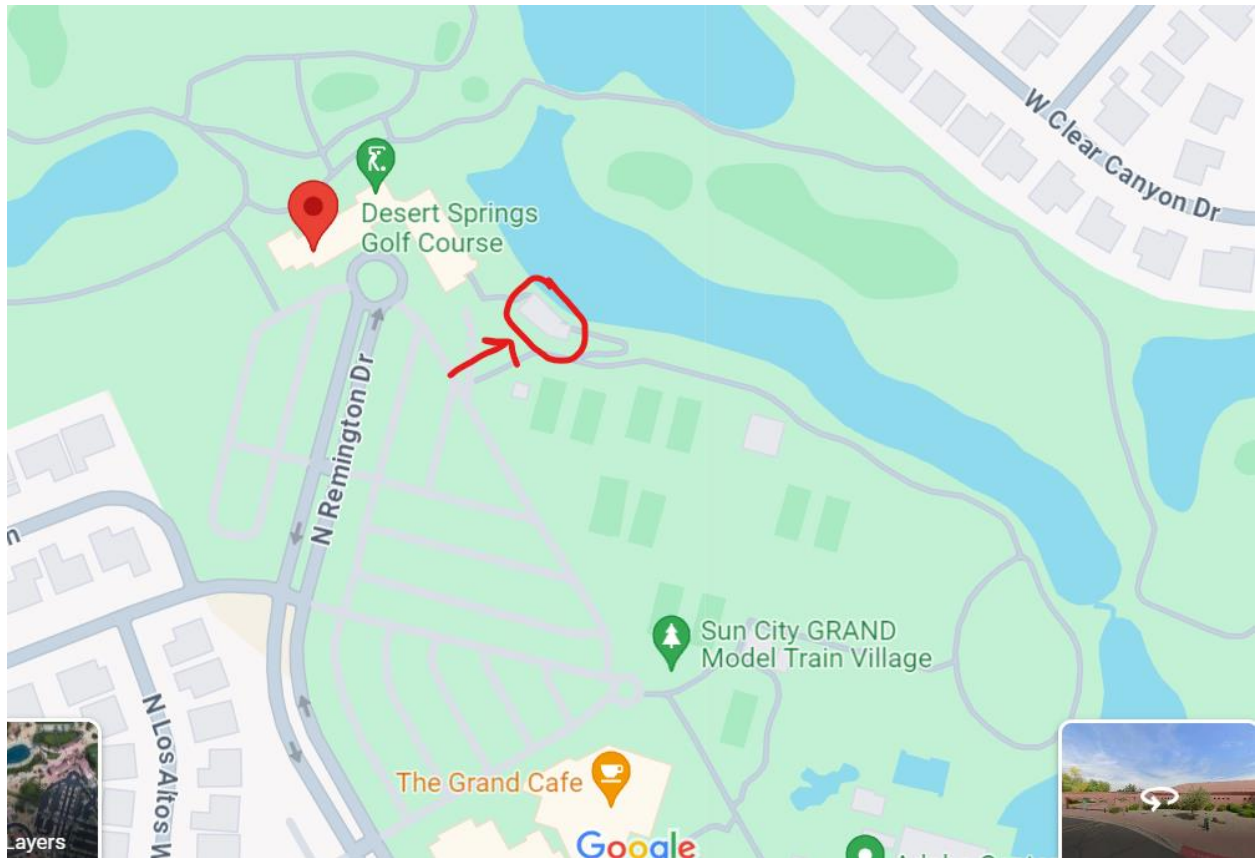 W Clear Canyon Dr
Desert Springs
Golf Course
N Remington Dr
Sun City GRAND
Model Train Village
N Los Altos
The Grand Cafe
Google
Layers